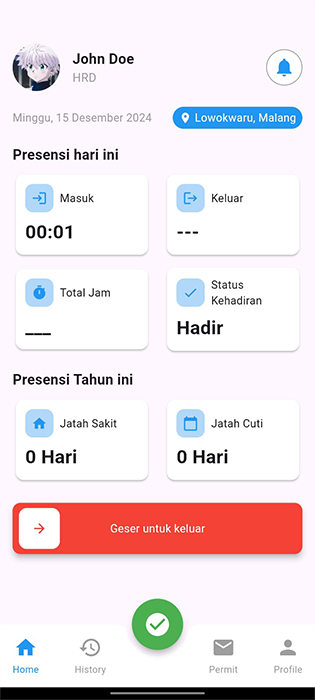 John Doe
HRD
Minggu, 15 Desember 2024
Lowokwaru, Malang
Presensi hari ini
Masuk
00:01
Keluar
---
Total Jam
___
Status
Kehadiran
Hadir
Presensi Tahun ini
Jatah Sakit
0 Hari
Jatah Cuti
0 Hari
Geser untuk keluar
Home
History
Permit
Profile